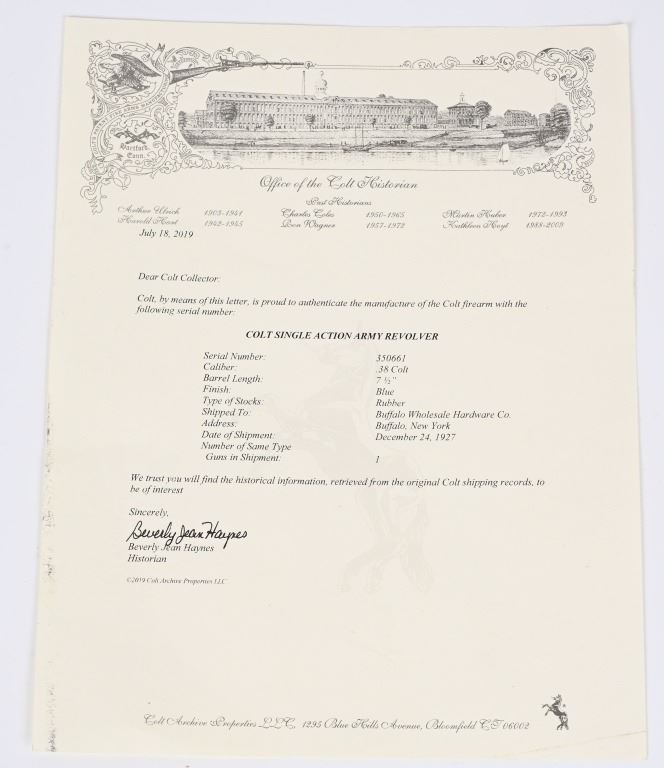 Hartford,
Conn.
Office of the Colt Historian
Past Historians
Arthur Ulrich 1903-1941 Charles Coles 1950-1965 Martin Huber 1972-1993
Harold Hart 1942-1945 Don Wagner 1957-1972 Kathleen Hoyt 1988-2009
July 18, 2019
Dear Colt Collector:
Colt, by means of this letter, is proud to authenticate the manufacture of the Colt firearm with the
following serial number:
COLT SINGLE ACTION ARMY REVOLVER
Serial Number: 350661
Caliber: .38 Colt
Barrel Length: 7 ½"
Finish: Blue
Type of Stocks: Rubber
Shipped To: Buffalo Wholesale Hardware Co.
Address: Buffalo, New York
Date of Shipment: December 24, 1927
Number of Same Type
Guns in Shipment: 1
We trust you will find the historical information, retrieved from the original Colt shipping records, to
be of interest
Sincerely,
Beverly Jean Haynes
Beverly Jean Haynes
Historian
©2019 Colt Archive Properties LLC
Colt Archive Properties LLC, 1295 Blue Hills Avenue, Bloomfield CT 06002